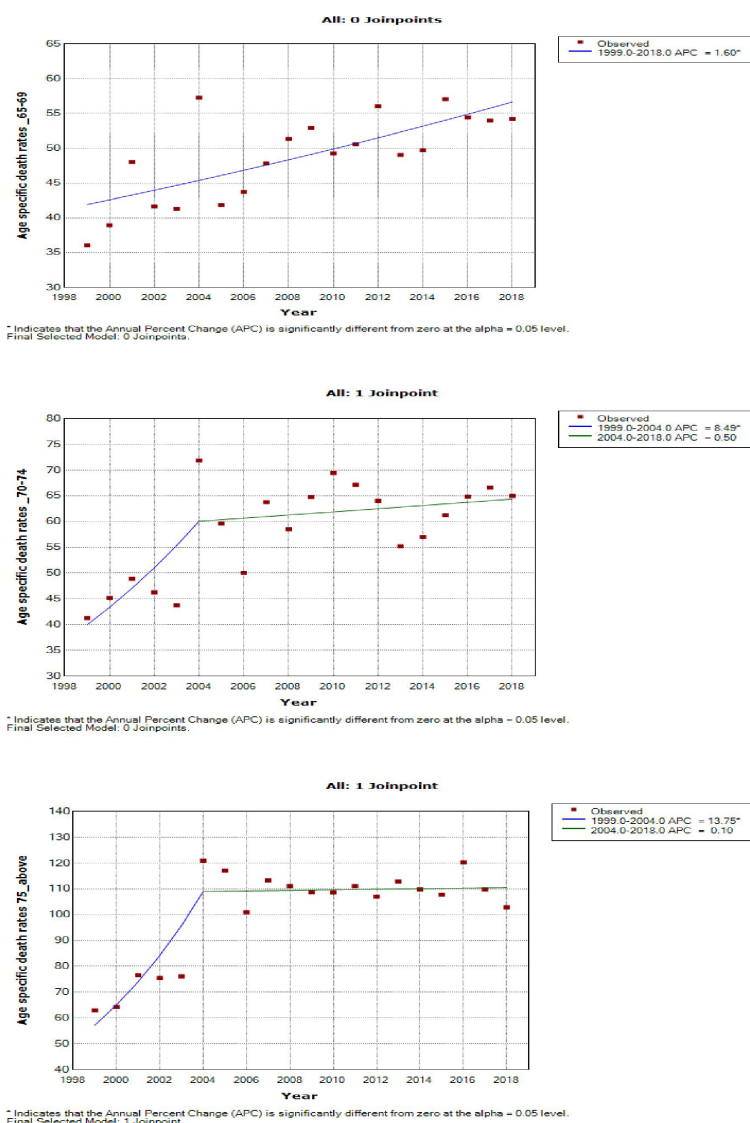 All: 0 Joinpoints
Observed
1999.0-2018.0 APC = 1.60*
Age specific death rates _65-69
65
60
55
50
45
40
35
30
1998 2000 2002 2004 2006 2008 2010 2012 2014 2016 2018
Year
* Indicates that the Annual Percent Change (APC) is significantly different from zero at the alpha = 0.05 level.
Final Selected Model: 0 Joinpoints.
All: 1 Joinpoint
Observed
1999.0-2004.0 APC = 8.49*
2004.0-2018.0 APC = 0.50
Age specific death rates _70-74
80
75
70
65
60
55
50
45
40
35
30
1998 2000 2002 2004 2006 2008 2010 2012 2014 2016 2018
Year
* Indicates that the Annual Percent Change (APC) is significantly different from zero at the alpha = 0.05 level.
Final Selected Model: 0 Joinpoints.
All: 1 Joinpoint
Observed
1999.0-2004.0 APC = 13.75*
2004.0-2018.0 APC = 0.10
Age specific death rates 75_above
140
130
120
110
100
90
80
70
60
50
40
1998 2000 2002 2004 2006 2008 2010 2012 2014 2016 2018
Year
* Indicates that the Annual Percent Change (APC) is significantly different from zero at the alpha = 0.05 level.
Final Selected Model: 1 Joinpoint.